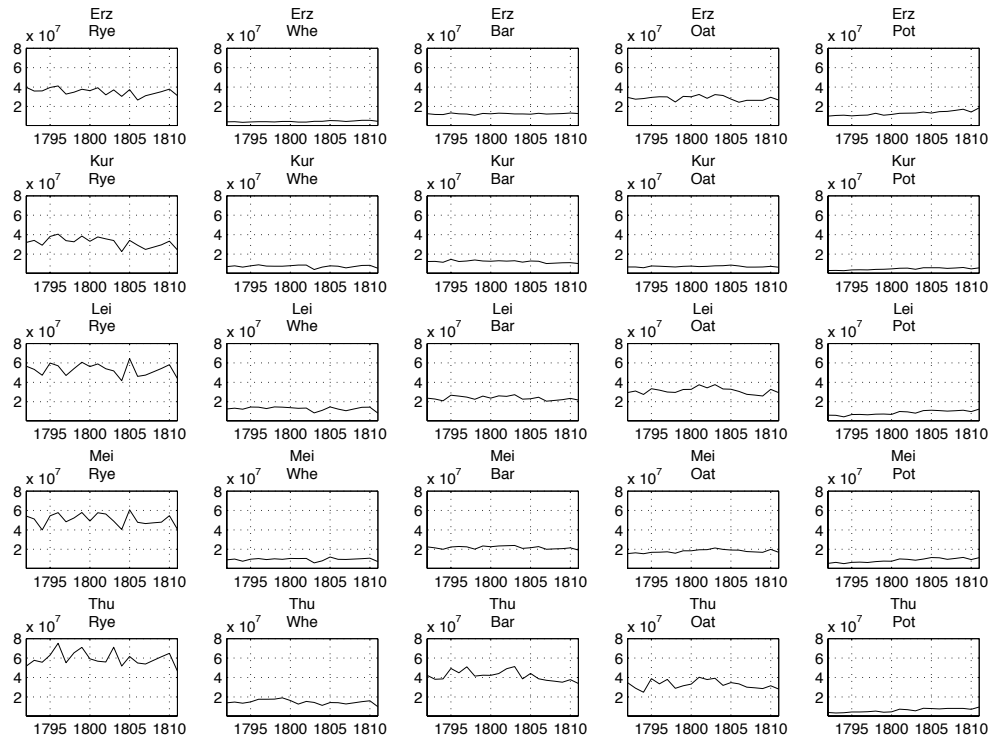 Erz Erz Erz Erz Erz
Rye Whe Bar Oat Pot
x 10^7 x 10^7 x 10^7 x 10^7 x 10^7
8 8 8 8 8
6 6 6 6 6
4 4 4 4 4
2 2 2 2 2
1795 1800 1805 1810 1795 1800 1805 1810 1795 1800 1805 1810 1795 1800 1805 1810 1795 1800 1805 1810
Kur Kur Kur Kur Kur
Rye Whe Bar Oat Pot
x 10^7 x 10^7 x 10^7 x 10^7 x 10^7
8 8 8 8 8
6 6 6 6 6
4 4 4 4 4
2 2 2 2 2
1795 1800 1805 1810 1795 1800 1805 1810 1795 1800 1805 1810 1795 1800 1805 1810 1795 1800 1805 1810
Lei Lei Lei Lei Lei
Rye Whe Bar Oat Pot
x 10^7 x 10^7 x 10^7 x 10^7 x 10^7
8 8 8 8 8
6 6 6 6 6
4 4 4 4 4
2 2 2 2 2
1795 1800 1805 1810 1795 1800 1805 1810 1795 1800 1805 1810 1795 1800 1805 1810 1795 1800 1805 1810
Mei Mei Mei Mei Mei
Rye Whe Bar Oat Pot
x 10^7 x 10^7 x 10^7 x 10^7 x 10^7
8 8 8 8 8
6 6 6 6 6
4 4 4 4 4
2 2 2 2 2
1795 1800 1805 1810 1795 1800 1805 1810 1795 1800 1805 1810 1795 1800 1805 1810 1795 1800 1805 1810
Thu Thu Thu Thu Thu
Rye Whe Bar Oat Pot
x 10^7 x 10^7 x 10^7 x 10^7 x 10^7
8 8 8 8 8
6 6 6 6 6
4 4 4 4 4
2 2 2 2 2
1795 1800 1805 1810 1795 1800 1805 1810 1795 1800 1805 1810 1795 1800 1805 1810 1795 1800 1805 1810